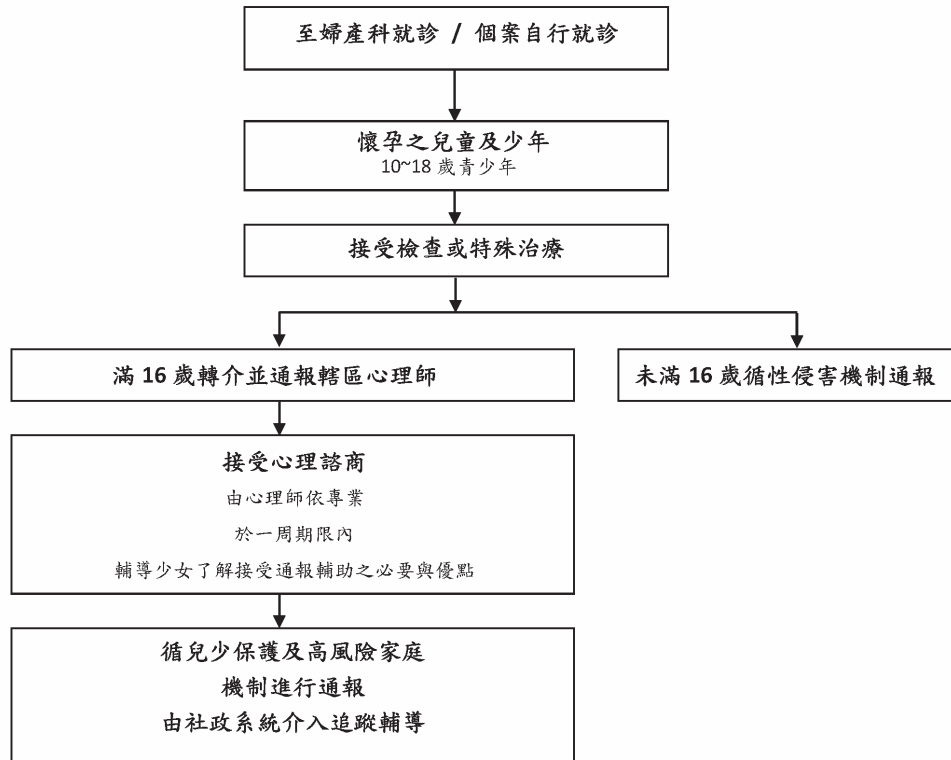 至婦產科就診 / 個案自行就診
懷孕之兒童及少年
10~18 歲青少年
接受檢查或特殊治療
滿 16 歲轉介並通報轄區心理師
未滿 16 歲循性侵害機制通報
接受心理諮商
由心理師依專業
於一周期限內
輔導少女了解接受通報輔助之必要與優點
循兒少保護及高風險家庭
機制進行通報
由社政系統介入追蹤輔導